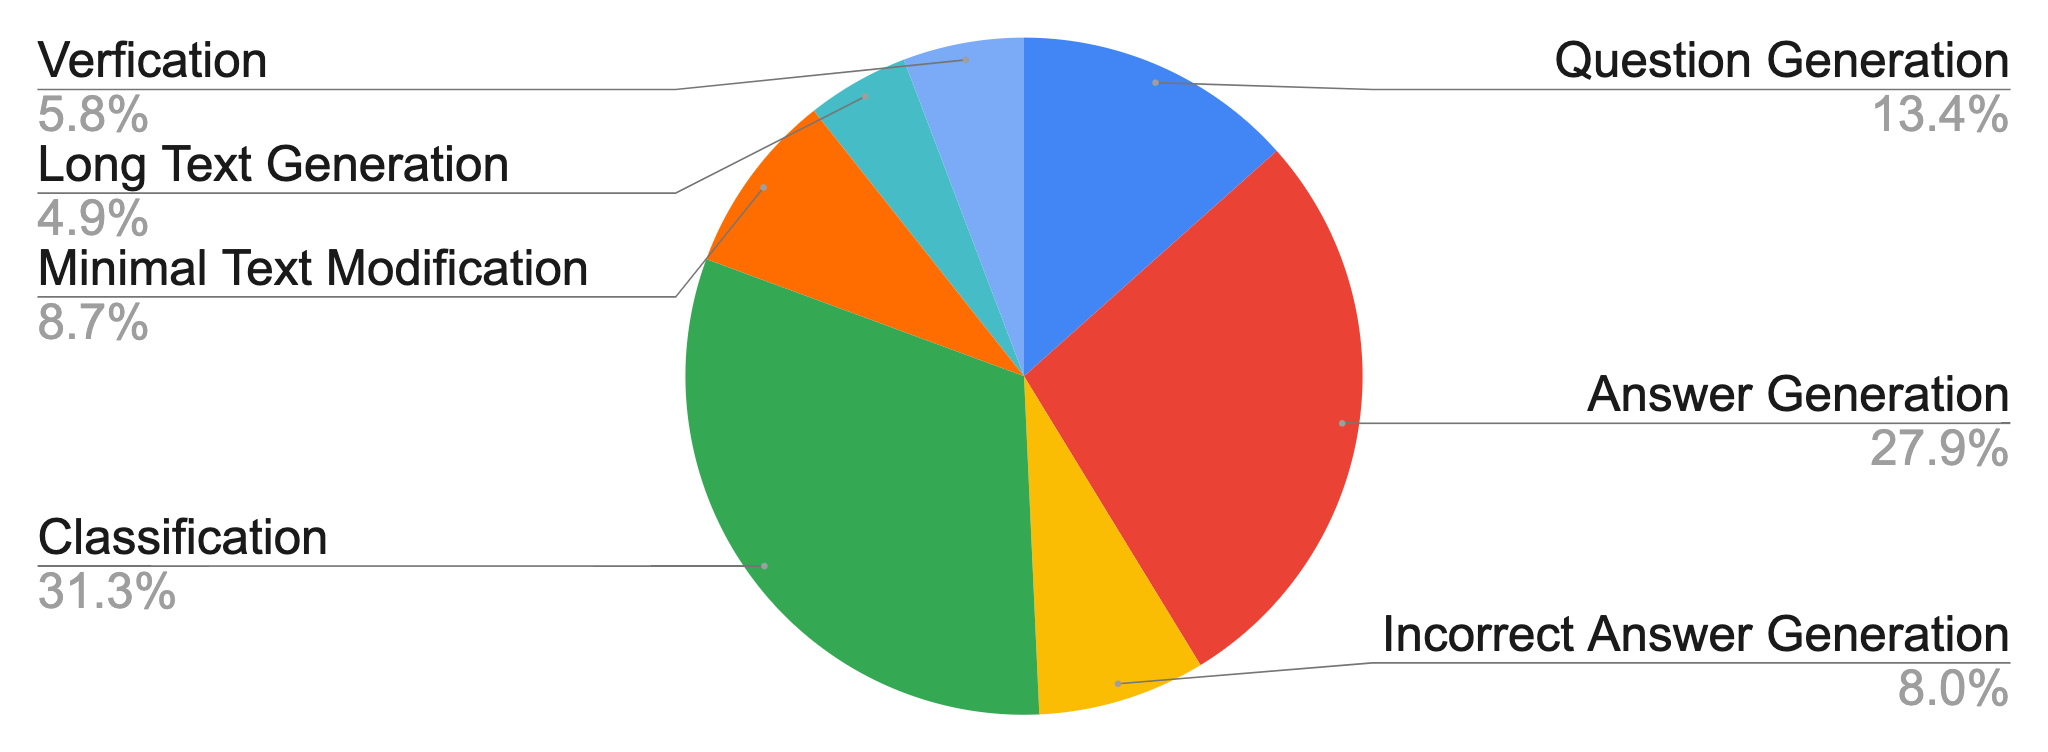 Verfication
5.8%
Long Text Generation
4.9%
Minimal Text Modification
8.7%
Classification
31.3%
Question Generation
13.4%
Answer Generation
27.9%
Incorrect Answer Generation
8.0%